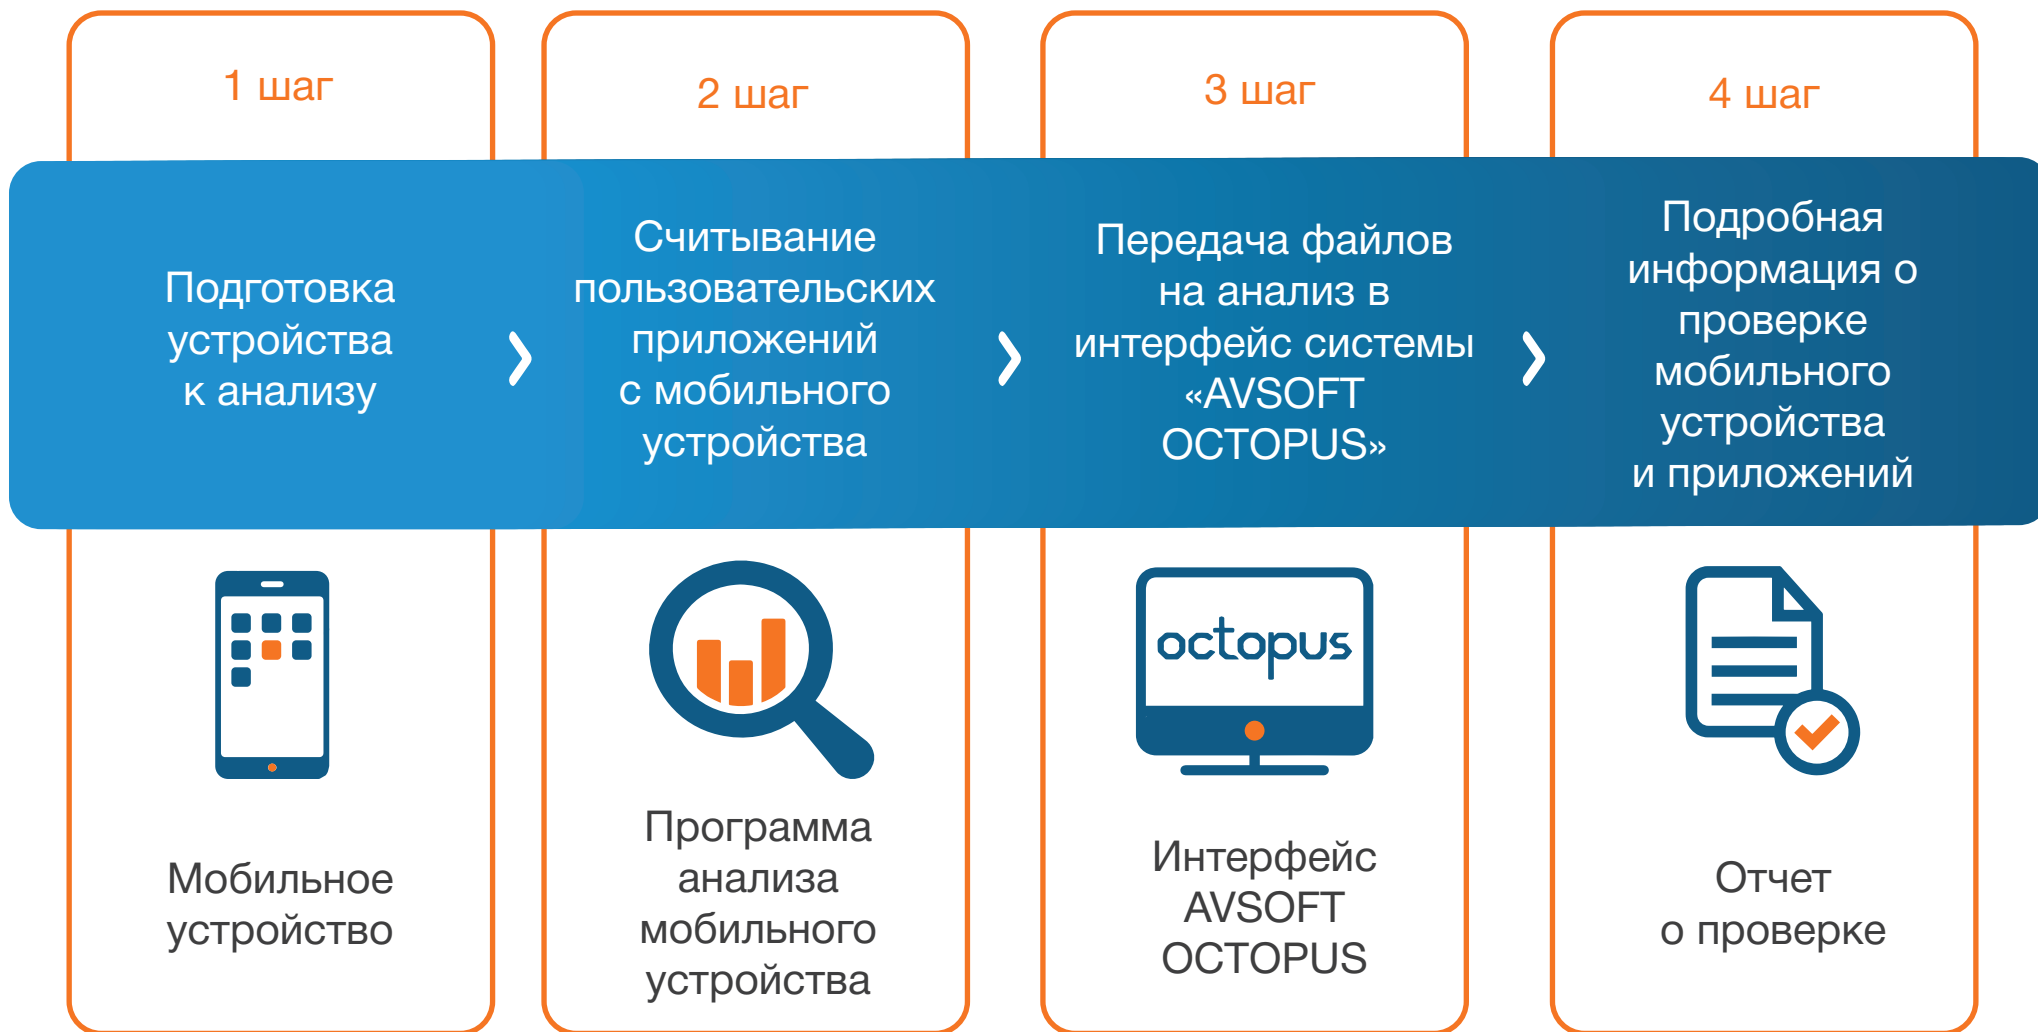 1 шаг
2 шаг
3 шаг
4 шаг
Подготовка
устройства
к анализу
Считывание
пользовательских
приложений
с мобильного
устройства
Передача файлов
на анализ в
интерфейс системы
«AVSOFT
OCTOPUS»
Подробная
информация о
проверке
мобильного
устройства
и приложений
Мобильное
устройство
Программа
анализа
мобильного
устройства
octopus
Интерфейс
AVSOFT
OCTOPUS
Отчет
о проверке